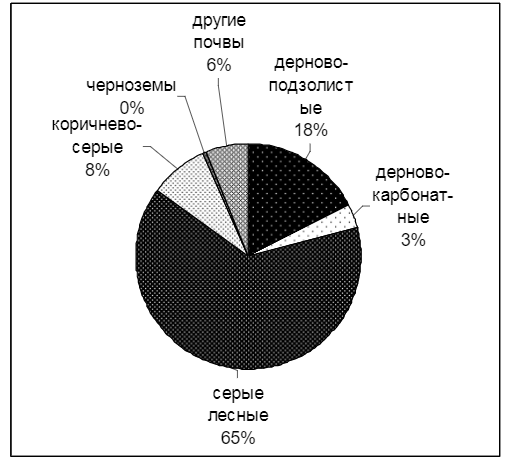 другие
почвы
6%
дерново-
подзолист
ые
18%
черноземы
0%
коричнево-
серые
8%
дерново-
карбонат-
ные
3%
серые
лесные
65%